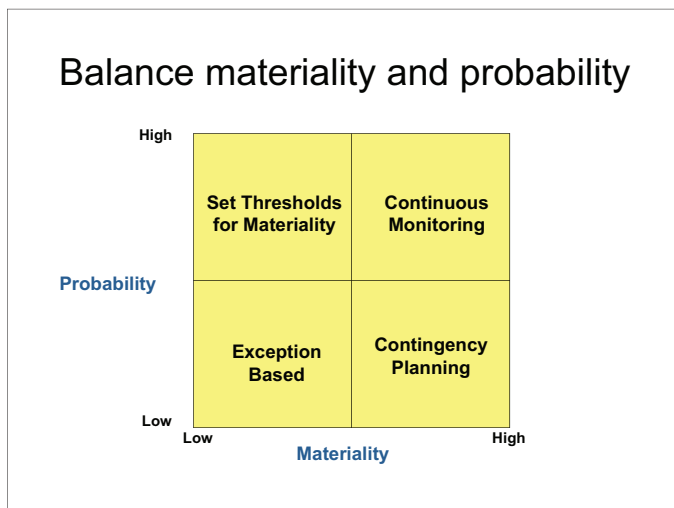 Balance materiality and probability
High
Set Thresholds
for Materiality
Continuous
Monitoring
Probability
Exception
Based
Contingency
Planning
Low
Low
High
Materiality